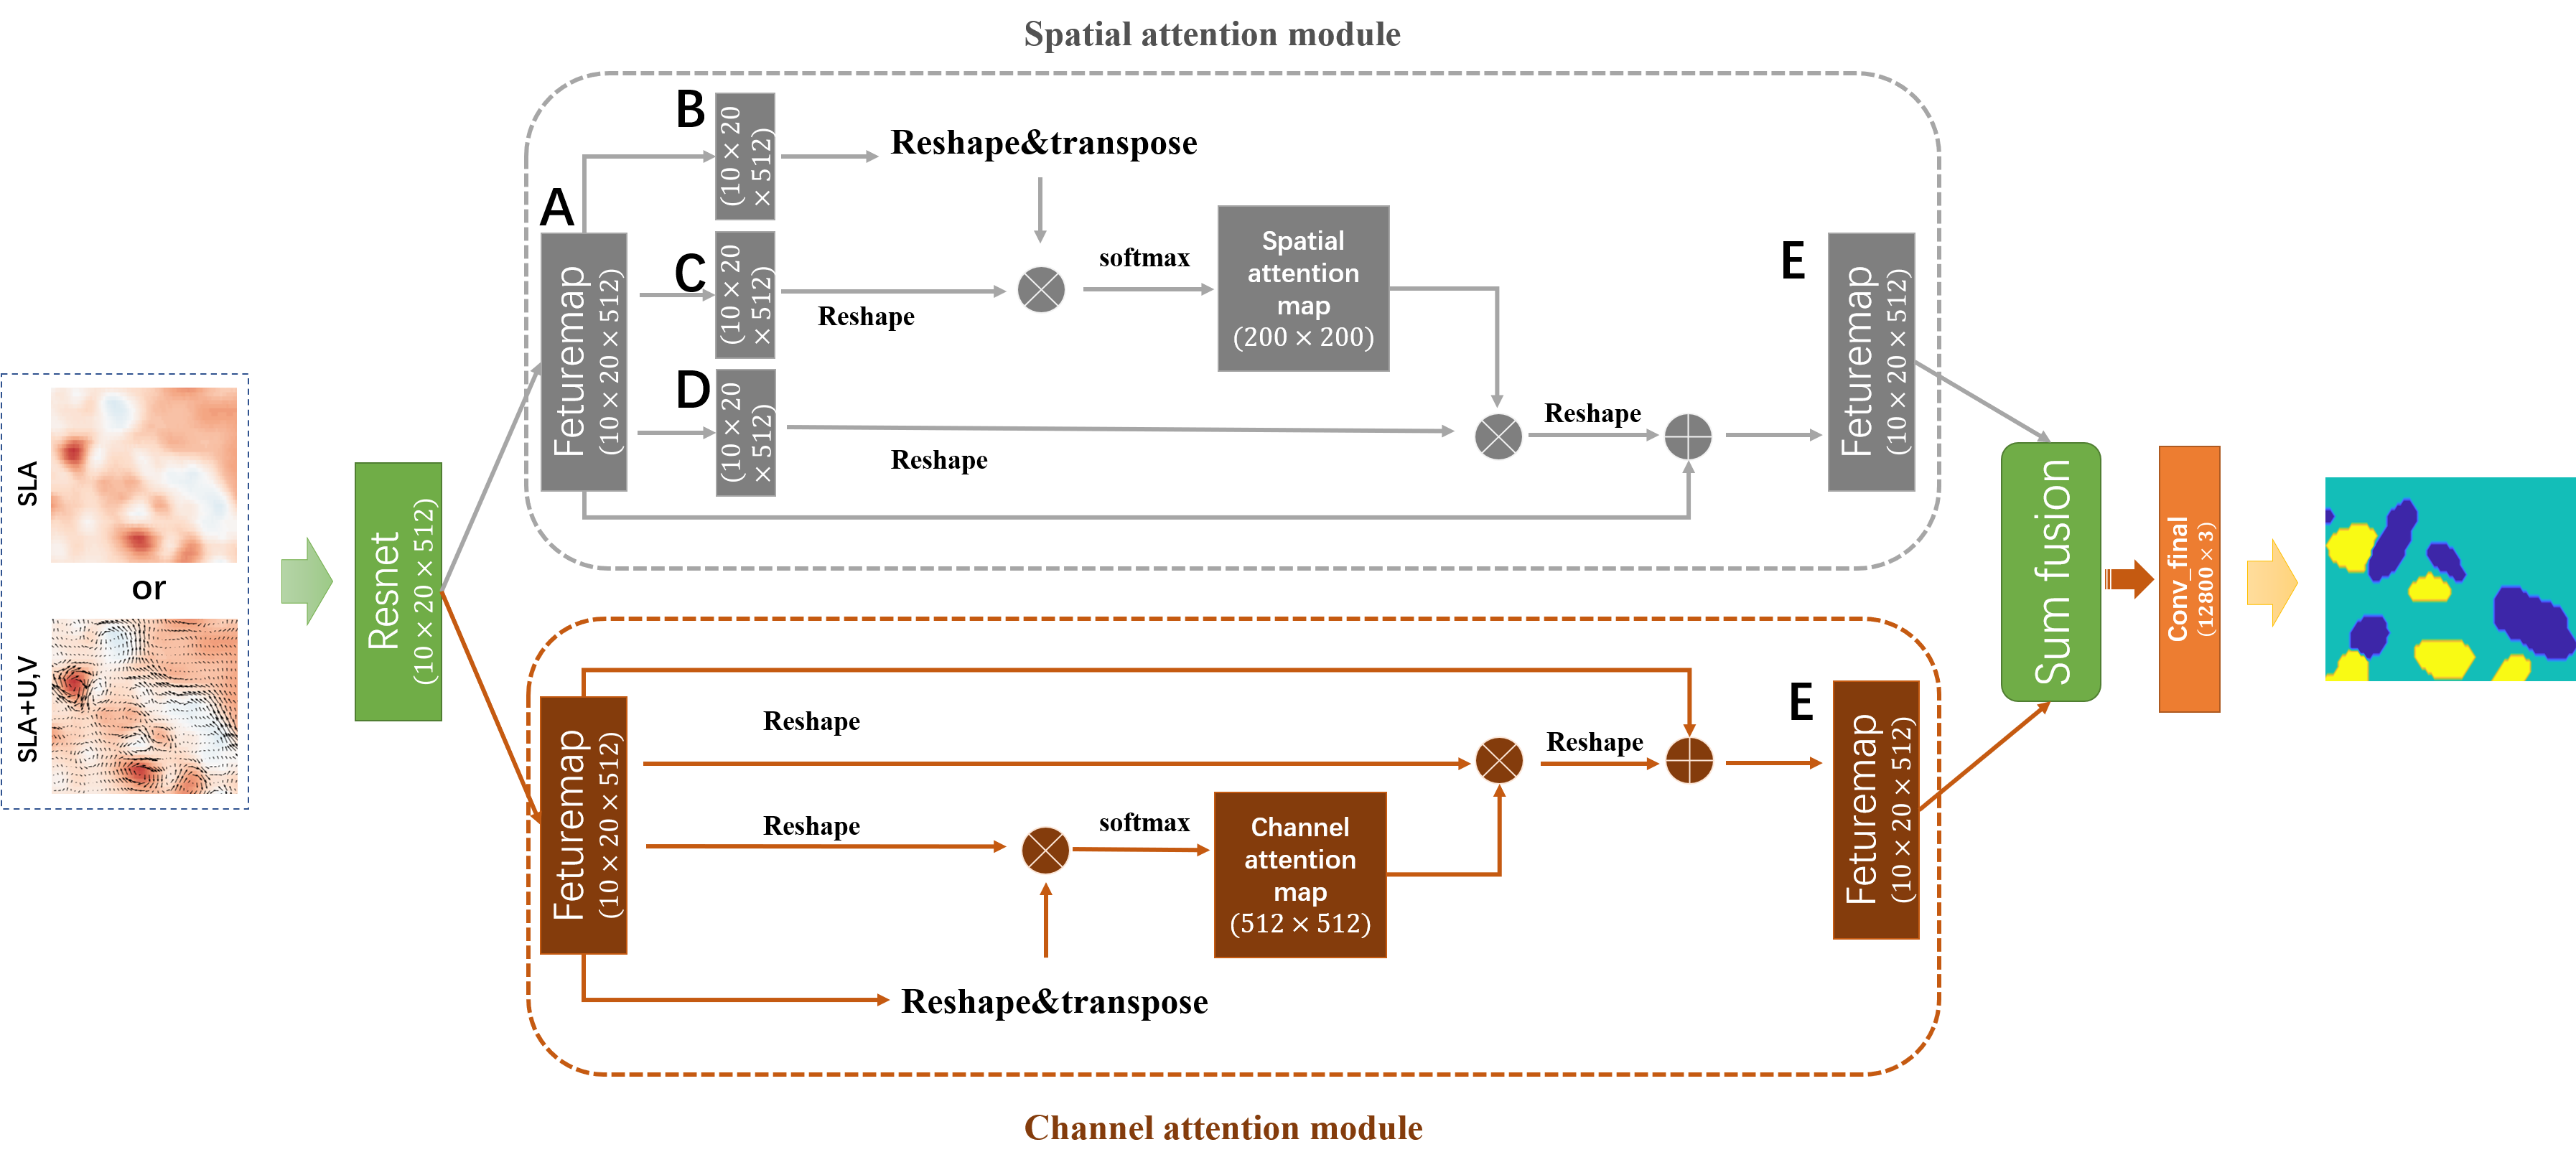 Spatial attention module
SLA
or
SLA+U,V
Resnet
(10 × 20 × 512)
A
Feturemap
(10 × 20 × 512)
B
(10 × 20
× 512)
Reshape&transpose
C
(10 × 20
× 512)
Reshape
softmax
Spatial
attention
map
(200 × 200)
D
(10 × 20
× 512)
Reshape
Reshape
E
Feturemap
(10 × 20 × 512)
Feturemap
(10 × 20 × 512)
Reshape
Reshape
softmax
Channel
attention
map
(512 × 512)
Reshape&transpose
Reshape
E
Feturemap
(10 × 20 × 512)
Sum fusion
Conv_final
(12800 × 3)
Channel attention module